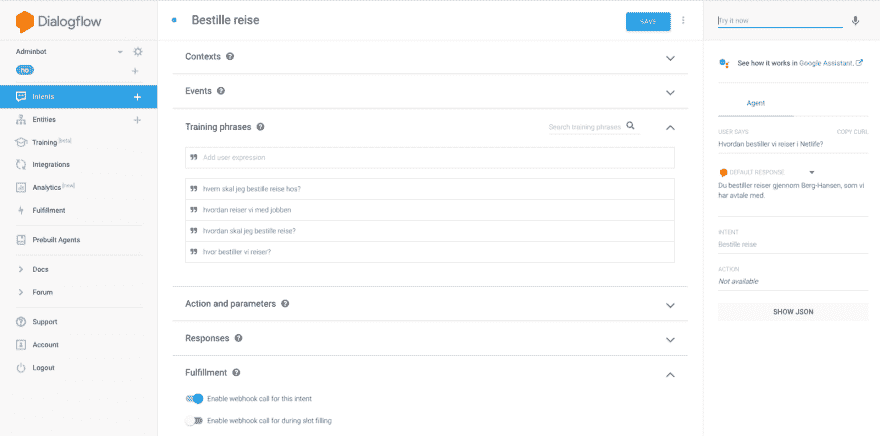 Dialogflow
Adminbot
no
Intents
Entities
Training [beta]
Integrations
Analytics [new]
Fulfillment
Prebuilt Agents
Docs
Forum
Support
Account
Logout
Bestille reise
SAVE
Contexts
Events
Training phrases
Search training phrases
Add user expression
hvem skal jeg bestille reise hos?
hvordan reiser vi med jobben
hvordan skal jeg bestille reise?
hvor bestiller vi reiser?
Action and parameters
Responses
Fulfillment
Enable webhook call for this intent
Enable webhook call for during slot filling
Try it now
See how it works in Google Assistant.
Agent
USER SAYS
COPY CURL
Hvordan bestiller vi reiser i Netlife?
DEFAULT RESPONSE
Du bestiller reiser gjennom Berg-Hansen, som vi
har avtale med.
INTENT
Bestille reise
ACTION
Not available
SHOW JSON